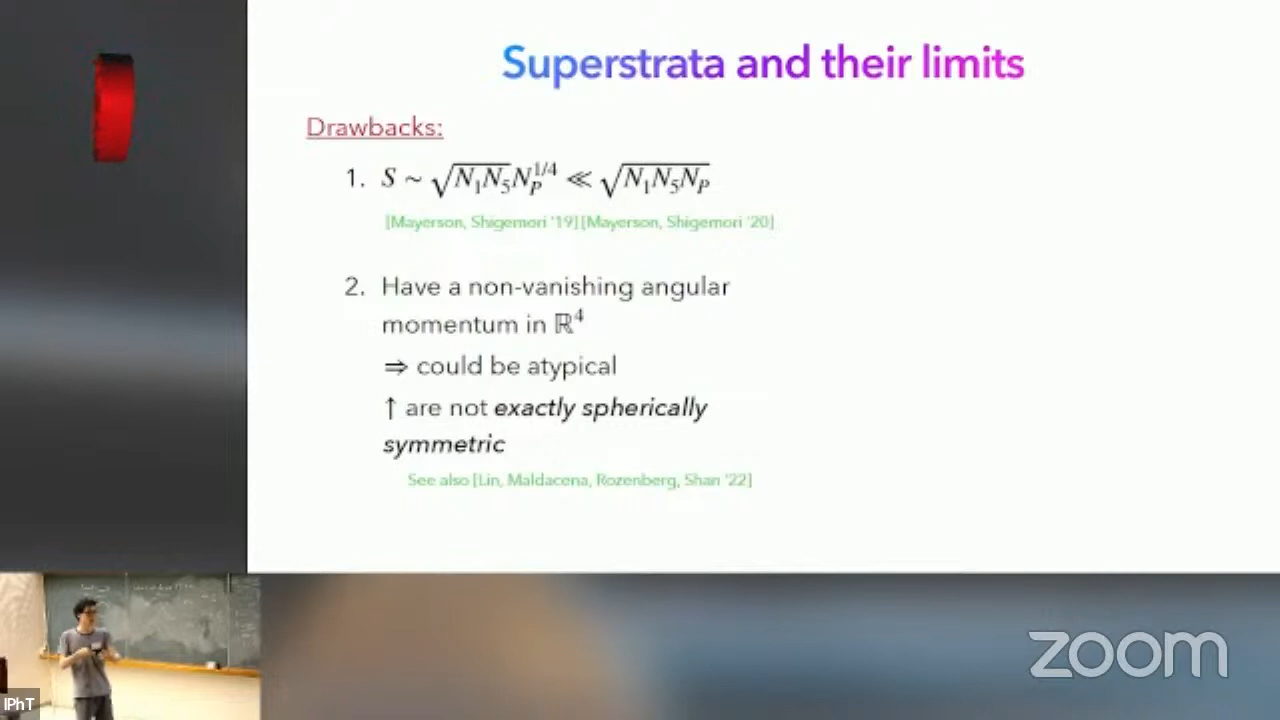 Superstrata and their limits
Drawbacks:
1. S ~ √(N₁N₅)N_P^{1/4} ≪ √(N₁N₅N_P)
[Mayerson, Shigemori '19] [Mayerson, Shigemori '20]
2. Have a non-vanishing angular
momentum in ℝ⁴
⇒ could be atypical
↑ are not exactly spherically
symmetric
See also [Lin, Maldacena, Rozenberg, Shan '22]
zoom
IPhT